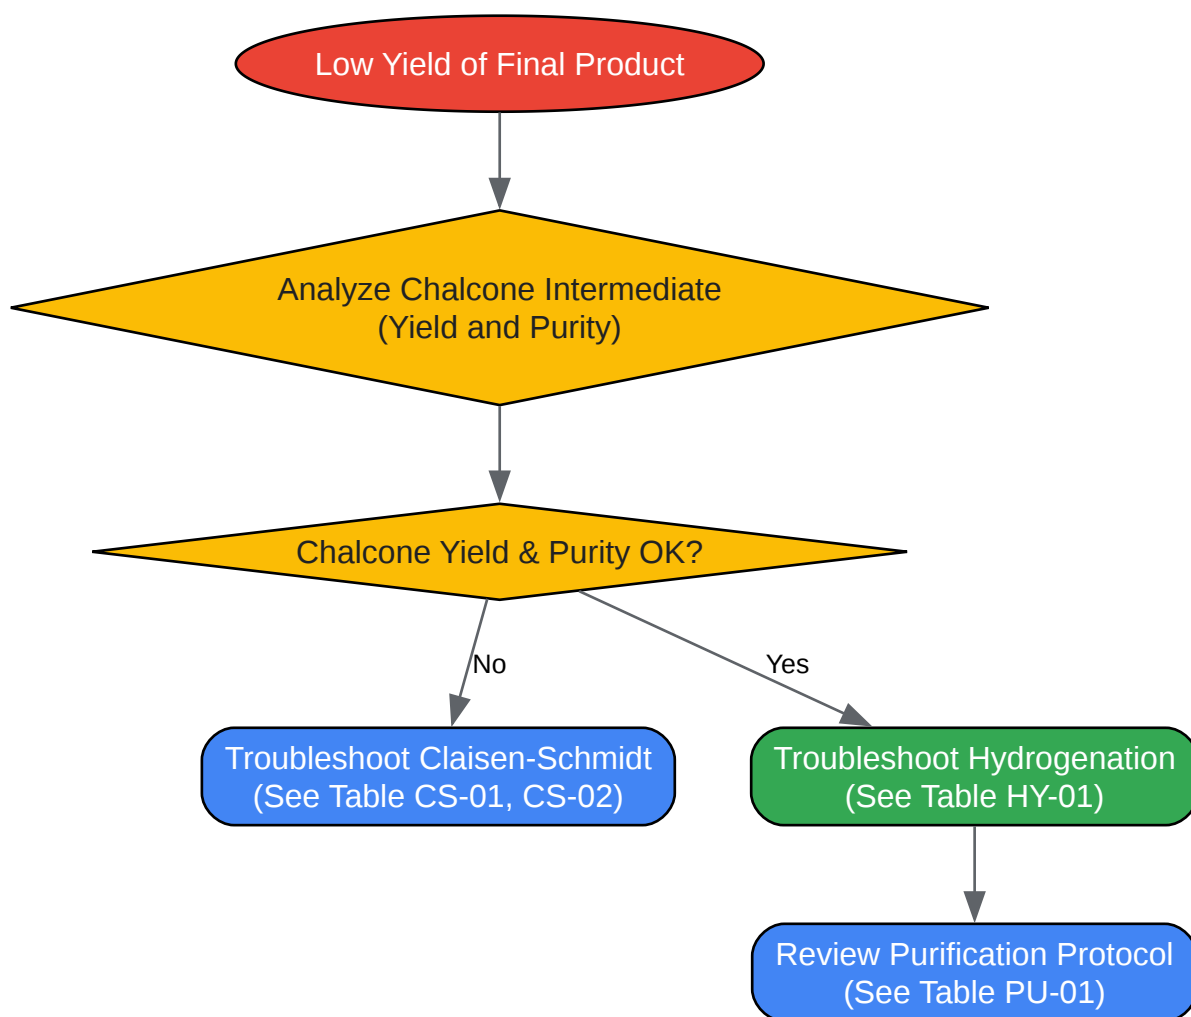 Low Yield of Final Product
Analyze Chalcone Intermediate
(Yield and Purity)
Chalcone Yield & Purity OK?
No
Yes
Troubleshoot Claisen-Schmidt
(See Table CS-01, CS-02)
Troubleshoot Hydrogenation
(See Table HY-01)
Review Purification Protocol
(See Table PU-01)